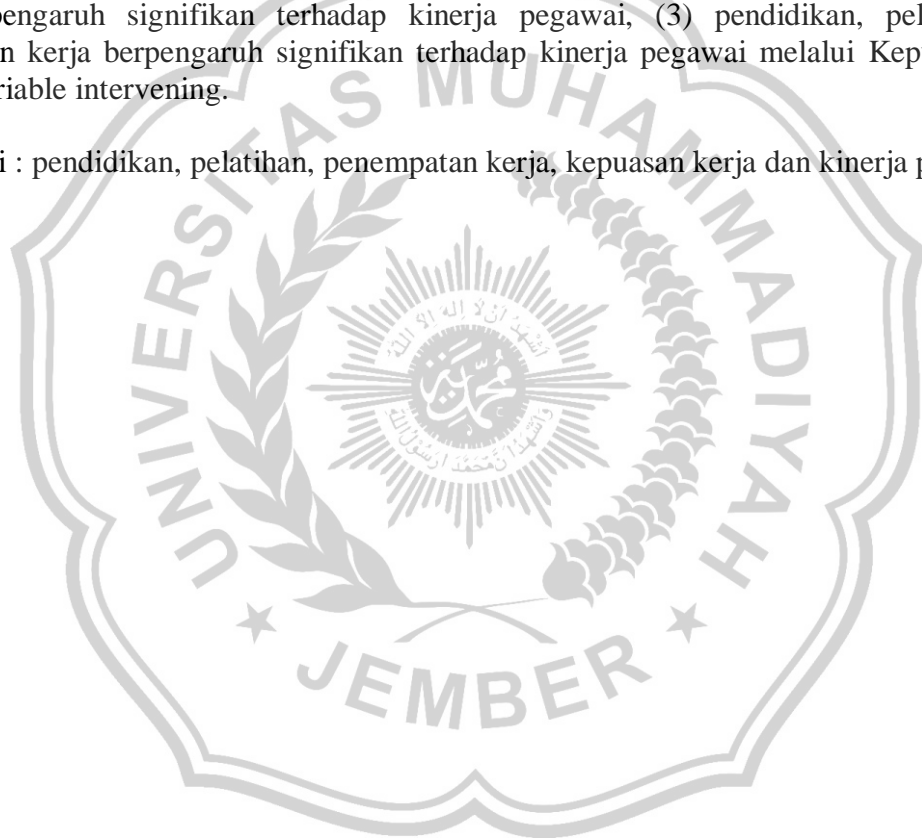 pengaruh signifikan terhadap kinerja pegawai, (3) pendidikan, pel
n kerja berpengaruh signifikan terhadap kinerja pegawai melalui Kep
riable intervening.
i : pendidikan, pelatihan, penempatan kerja, kepuasan kerja dan kinerja p
UNIVERSITAS MUHAMMADIYAH
JEMBER